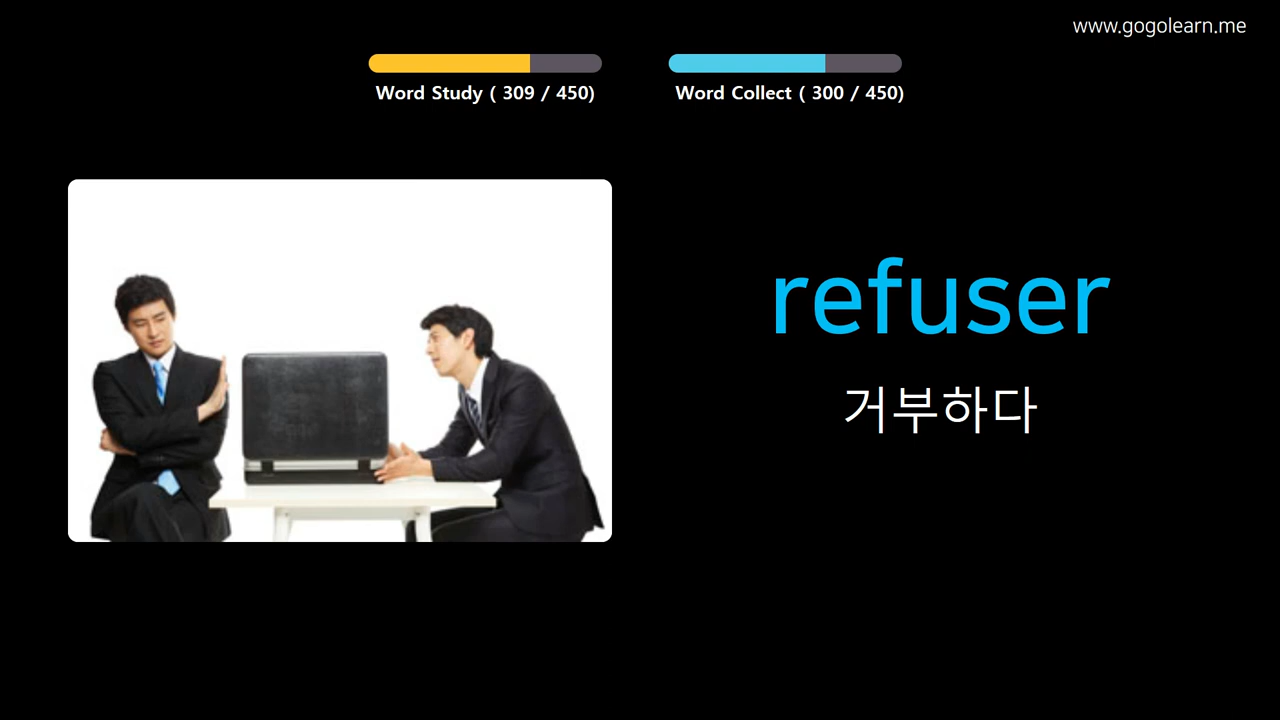 www.gogolearn.me
Word Study ( 309 / 450)
Word Collect ( 300 / 450)
refuser
거부하다